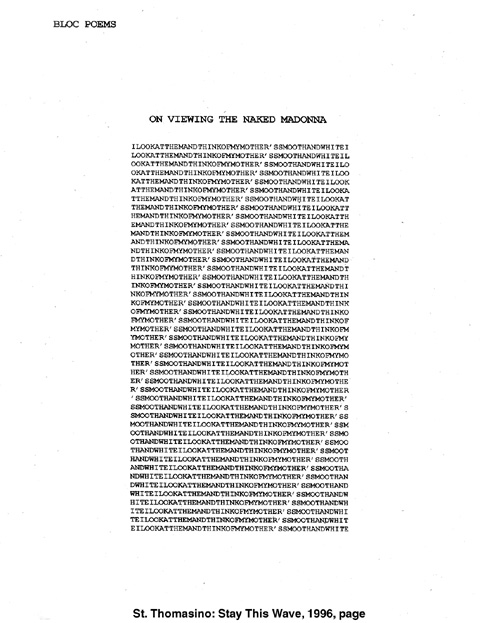 BLOC POEMS
ON VIEWING THE NAKED MADONNA
ILOOKATTHEMANDTHINKOFMYMOTHER'SSMOOTHANDWHITEI
LOOKATTHEMANDTHINKOFMYMOTHER'SSMOOTHANDWHITEIL
OOKATTHEMANDTHINKOFMYMOTHER'SSMOOTHANDWHITEILO
OKATTHEMANDTHINKOFMYMOTHER'SSMOOTHANDWHITEILOO
KATTHEMANDTHINKOFMYMOTHER'SSMOOTHANDWHITEILOOK
ATTHEMANDTHINKOFMYMOTHER'SSMOOTHANDWHITEILOOKA
TTHEMANDTHINKOFMYMOTHER'SSMOOTHANDWHITEILOOKAT
THEMANDTHINKOFMYMOTHER'SSMOOTHANDWHITEILOOKATT
HEMANDTHINKOFMYMOTHER'SSMOOTHANDWHITEILOOKATTH
EMANDTHINKOFMYMOTHER'SSMOOTHANDWHITEILOOKATTHE
MANDTHINKOFMYMOTHER'SSMOOTHANDWHITEILOOKATTHEM
ANDTHINKOFMYMOTHER'SSMOOTHANDWHITEILOOKATTHEMA
NDTHINKOFMYMOTHER'SSMOOTHANDWHITEILOOKATTHEMAN
DTHINKOFMYMOTHER'SSMOOTHANDWHITEILOOKATTHEMAND
THINKOFMYMOTHER'SSMOOTHANDWHITEILOOKATTHEMANDT
HINKOFMYMOTHER'SSMOOTHANDWHITEILOOKATTHEMANDTH
INKOFMYMOTHER'SSMOOTHANDWHITEILOOKATTHEMANDTHI
NKOFMYMOTHER'SSMOOTHANDWHITEILOOKATTHEMANDTHIN
KOFMYMOTHER'SSMOOTHANDWHITEILOOKATTHEMANDTHINK
OFMYMOTHER'SSMOOTHANDWHITEILOOKATTHEMANDTHINKO
FMYMOTHER'SSMOOTHANDWHITEILOOKATTHEMANDTHINKOF
MYMOTHER'SSMOOTHANDWHITEILOOKATTHEMANDTHINKOFM
YMOTHER'SSMOOTHANDWHITEILOOKATTHEMANDTHINKOFMY
MOTHER'SSMOOTHANDWHITEILOOKATTHEMANDTHINKOFMYM
OTHER'SSMOOTHANDWHITEILOOKATTHEMANDTHINKOFMYMO
THER'SSMOOTHANDWHITEILOOKATTHEMANDTHINKOFMYMOT
HER'SSMOOTHANDWHITEILOOKATTHEMANDTHINKOFMYMOTH
ER'SSMOOTHANDWHITEILOOKATTHEMANDTHINKOFMYMOTHE
R'SSMOOTHANDWHITEILOOKATTHEMANDTHINKOFMYMOTHER
'SSMOOTHANDWHITEILOOKATTHEMANDTHINKOFMYMOTHER'
SSMOOTHANDWHITEILOOKATTHEMANDTHINKOFMYMOTHER'S
SMOOTHANDWHITEILOOKATTHEMANDTHINKOFMYMOTHER'SS
MOOTHANDWHITEILOOKATTHEMANDTHINKOFMYMOTHER'SSM
OOTHANDWHITEILOOKATTHEMANDTHINKOFMYMOTHER'SSMO
OTHANDWHITEILOOKATTHEMANDTHINKOFMYMOTHER'SSMOO
THANDWHITEILOOKATTHEMANDTHINKOFMYMOTHER'SSMOOT
HANDWHITEILOOKATTHEMANDTHINKOFMYMOTHER'SSMOOTH
ANDWHITEILOOKATTHEMANDTHINKOFMYMOTHER'SSMOOTHA
NDWHITEILOOKATTHEMANDTHINKOFMYMOTHER'SSMOOTHAN
DWHITEILOOKATTHEMANDTHINKOFMYMOTHER'SSMOOTHAND
WHITEILOOKATTHEMANDTHINKOFMYMOTHER'SSMOOTHANDW
HITEILOOKATTHEMANDTHINKOFMYMOTHER'SSMOOTHANDWH
ITEILOOKATTHEMANDTHINKOFMYMOTHER'SSMOOTHANDWHI
TEILOOKATTHEMANDTHINKOFMYMOTHER'SSMOOTHANDWHIT
EILOOKATTHEMANDTHINKOFMYMOTHER'SSMOOTHANDWHITE
St. Thomasino: Stay This Wave, 1996, page